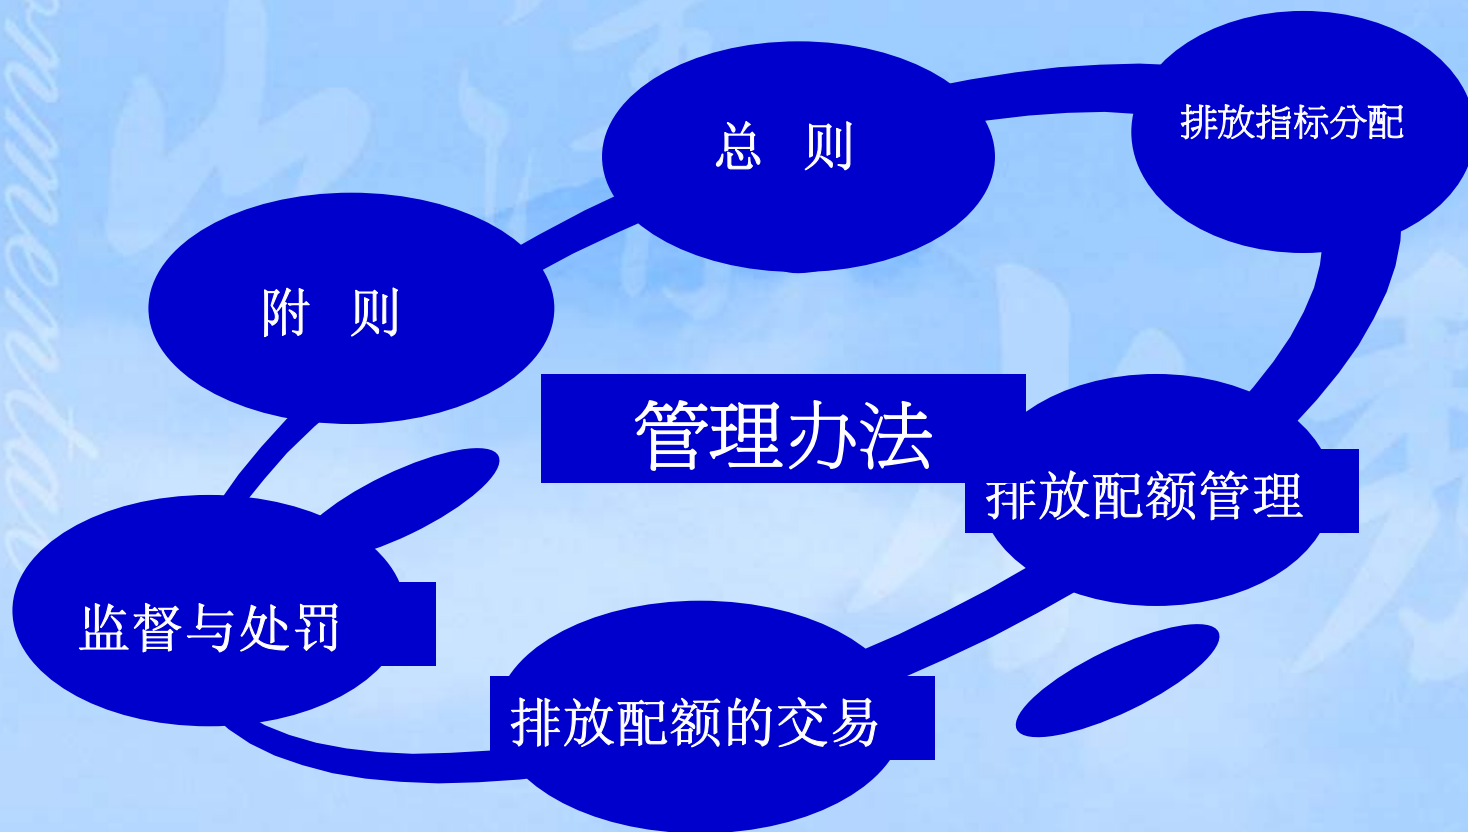 总 则
排放指标分配
附 则
管理办法
排放配额管理
监督与处罚
排放配额的交易